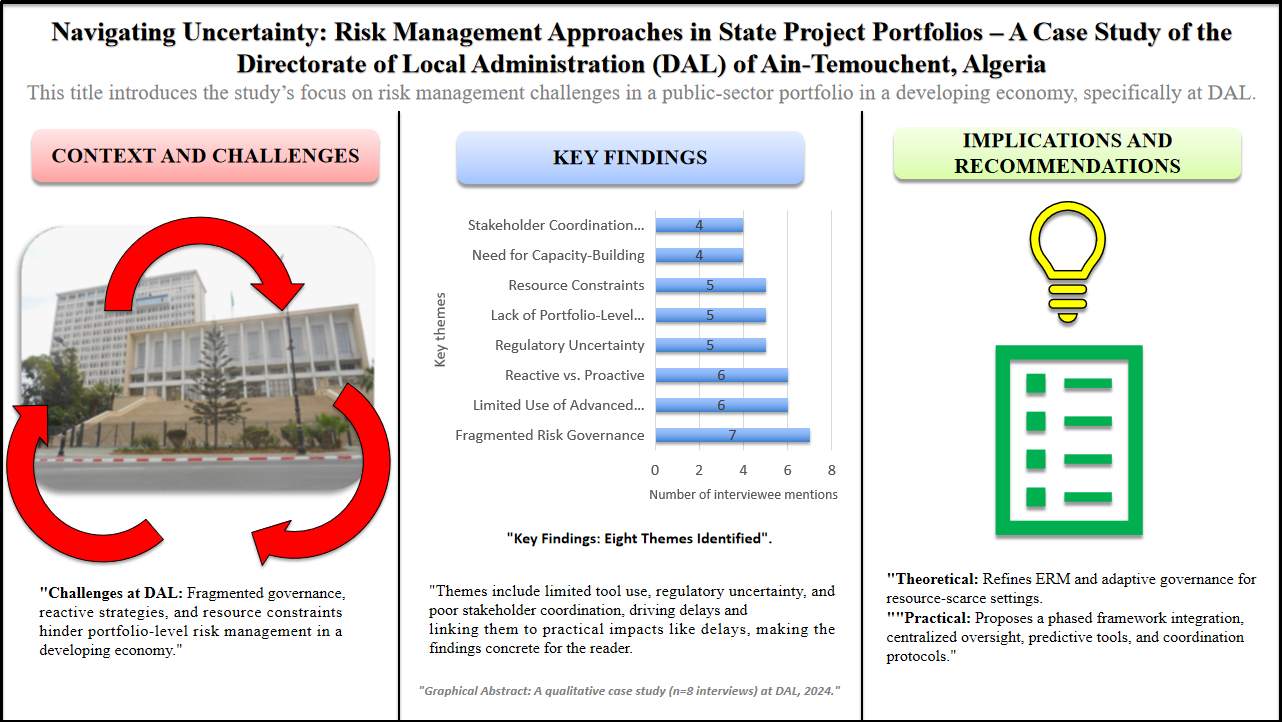 Navigating Uncertainty: Risk Management Approaches in State Project Portfolios – A Case Study of the
Directorate of Local Administration (DAL) of Ain-Temouchent, Algeria
This title introduces the study’s focus on risk management challenges in a public-sector portfolio in a developing economy, specifically at DAL.
CONTEXT AND CHALLENGES
"Challenges at DAL: Fragmented governance,
reactive strategies, and resource constraints
hinder portfolio-level risk management in a
developing economy."
KEY FINDINGS
Key themes
Stakeholder Coordination... 4
Need for Capacity-Building 4
Resource Constraints 5
Lack of Portfolio-Level... 5
Regulatory Uncertainty 5
Reactive vs. Proactive 6
Limited Use of Advanced... 6
Fragmented Risk Governance 7
0 2 4 6 8
Number of interviewee mentions
"Key Findings: Eight Themes Identified".
"Themes include limited tool use, regulatory uncertainty, and
poor stakeholder coordination, driving delays and
linking them to practical impacts like delays, making the
findings concrete for the reader.
"Graphical Abstract: A qualitative case study (n=8 interviews) at DAL, 2024."
IMPLICATIONS AND
RECOMMENDATIONS
"Theoretical: Refines ERM and adaptive governance for
resource-scarce settings.
""Practical: Proposes a phased framework integration,
centralized oversight, predictive tools, and coordination
protocols."